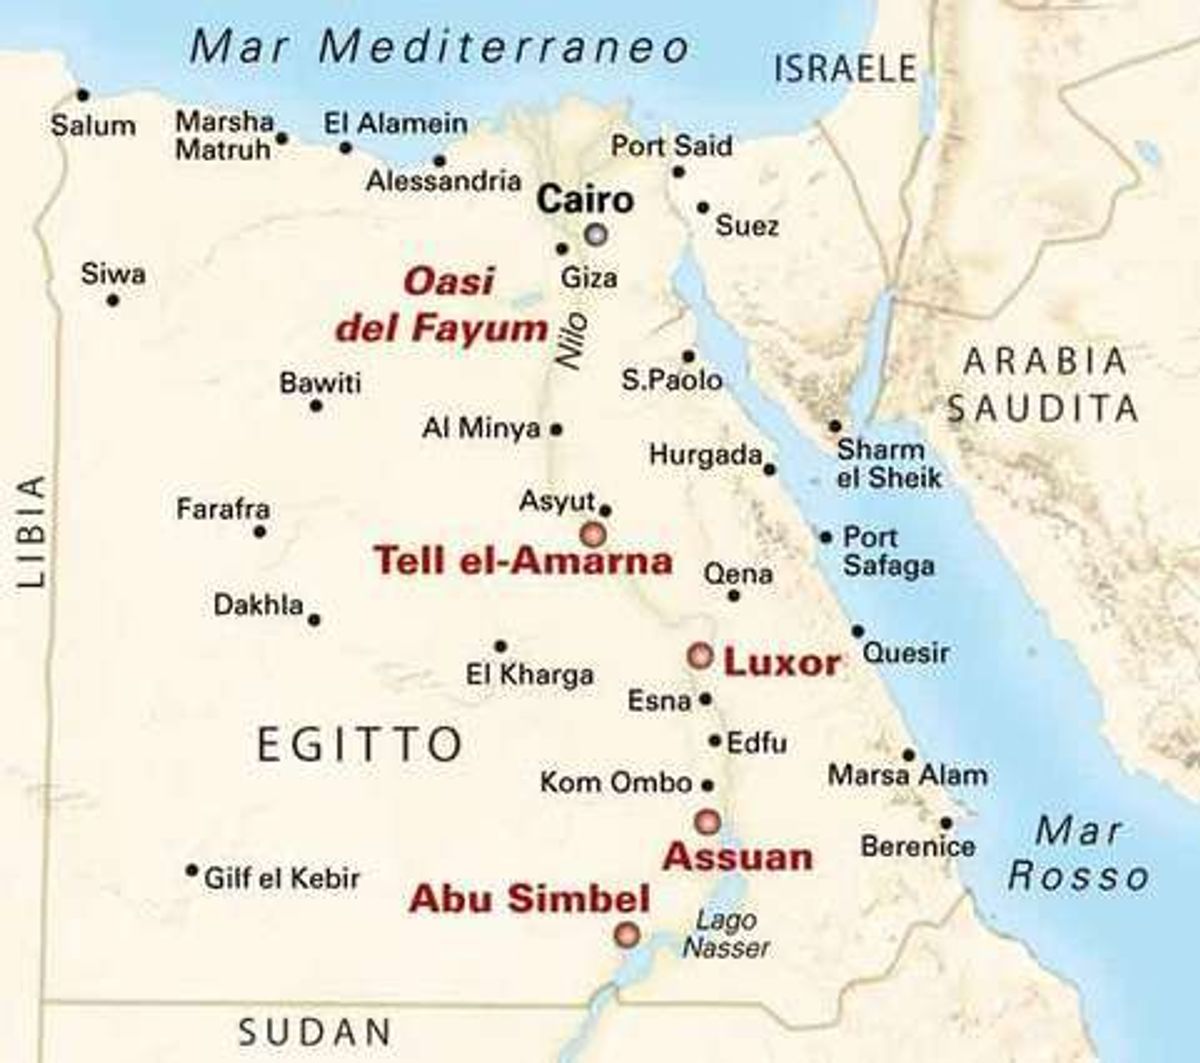 Mar Mediterraneo
ISRAELE
Salum
Marsha
Matruh
El Alamein
Alessandria
Port Said
Cairo
Suez
Giza
Siwa
Oasi
del Fayum
Nilo
S.Paolo
ARABIA
SAUDITA
Bawiti
Al Minya
Hurgada
Sharm
el Sheik
LIBIA
Farafra
Asyut
Port
Safaga
Tell el-Amarna
Qena
Dakhla
El Kharga
Luxor
Quesir
Esna
EGITTO
Edfu
Kom Ombo
Marsa Alam
Assuan
Berenice
Mar
Rosso
Gilf el Kebir
Abu Simbel
Lago
Nasser
SUDAN